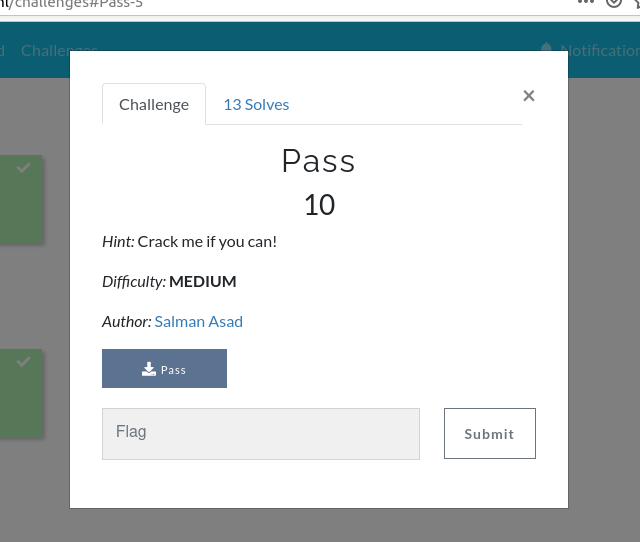 /challenges#Pass-5
Challenges
Notification
Challenge
13 Solves
×
Pass
10
Hint: Crack me if you can!
Difficulty: MEDIUM
Author: Salman Asad
Pass
Flag
Submit